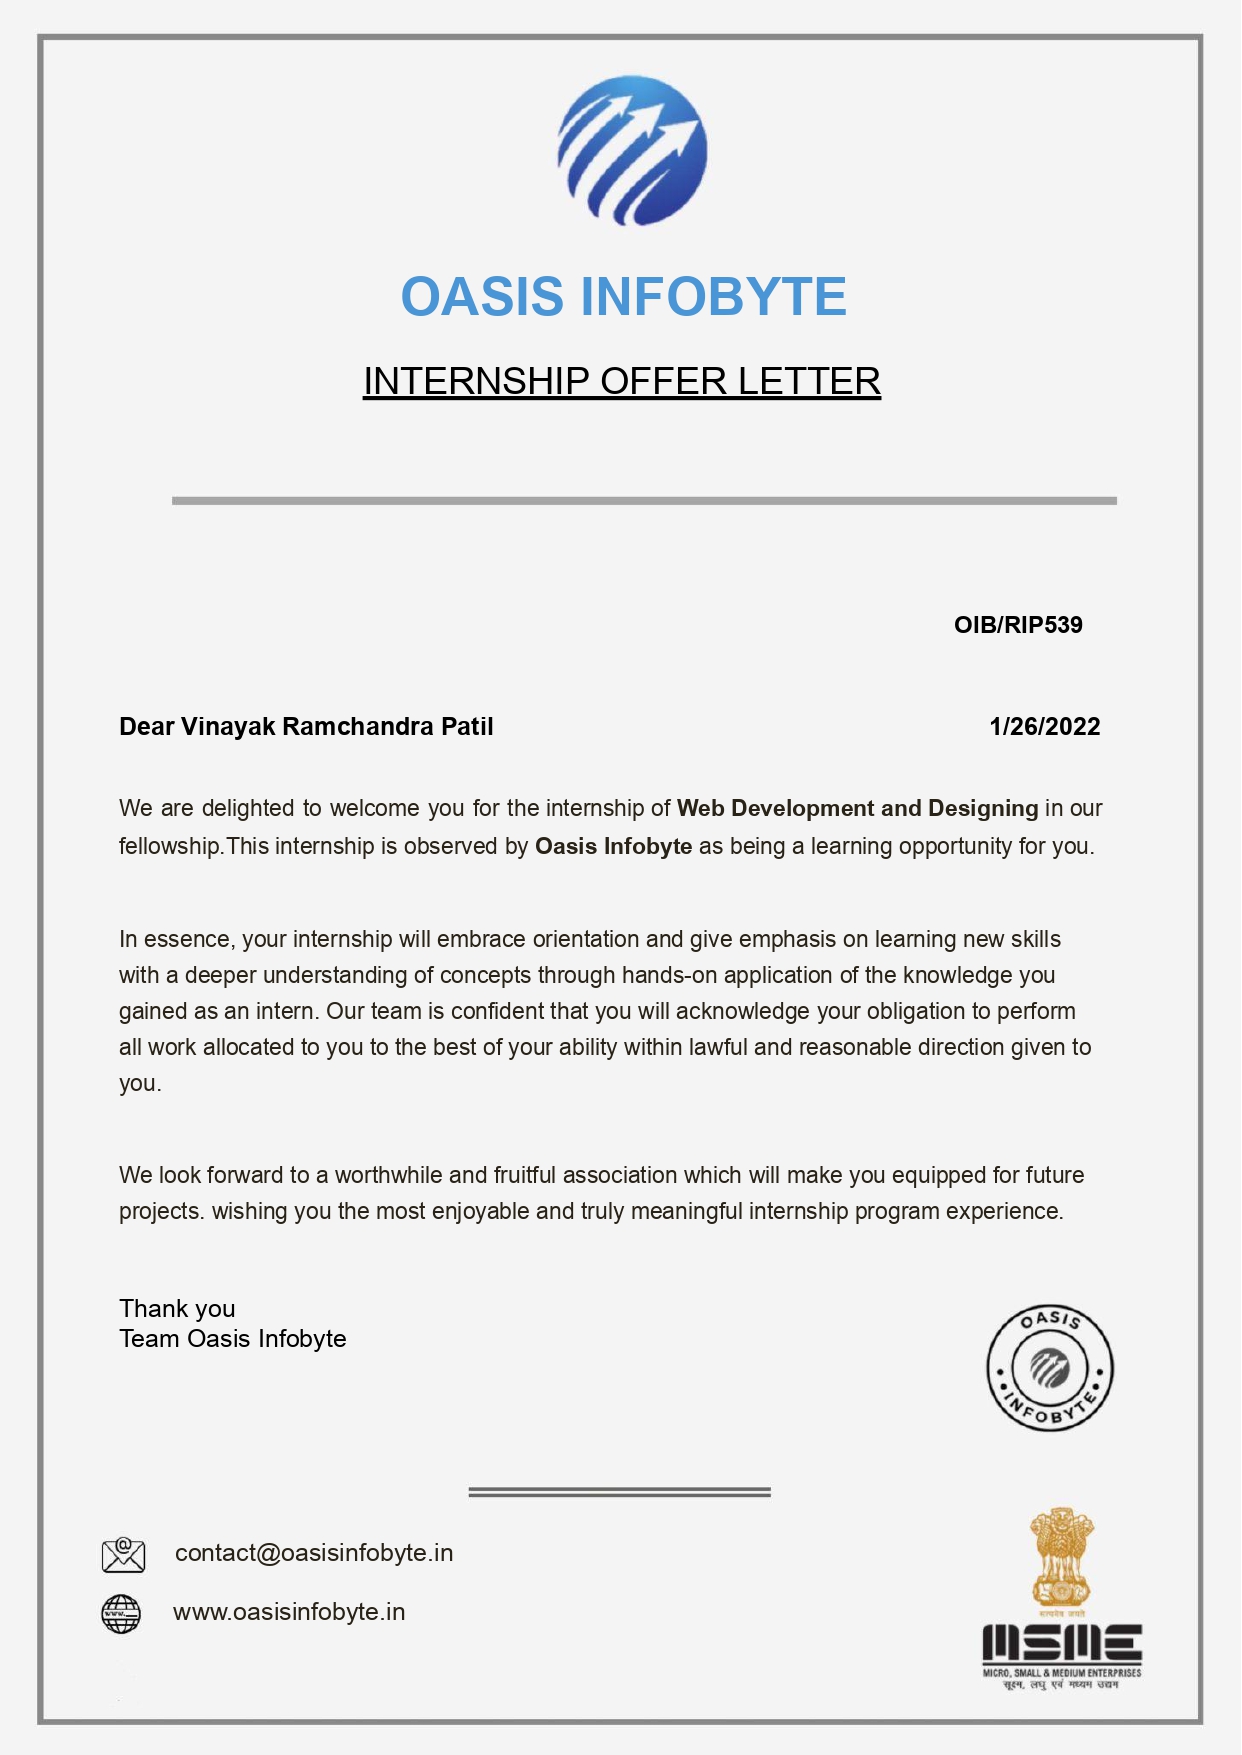 OASIS INFOBYTE
INTERNSHIP OFFER LETTER
OIB/RIP539
Dear Vinayak Ramchandra Patil 1/26/2022
We are delighted to welcome you for the internship of Web Development and Designing in our
fellowship.This internship is observed by Oasis Infobyte as being a learning opportunity for you.
In essence, your internship will embrace orientation and give emphasis on learning new skills
with a deeper understanding of concepts through hands-on application of the knowledge you
gained as an intern. Our team is confident that you will acknowledge your obligation to perform
all work allocated to you to the best of your ability within lawful and reasonable direction given to
you.
We look forward to a worthwhile and fruitful association which will make you equipped for future
projects. wishing you the most enjoyable and truly meaningful internship program experience.
Thank you
Team Oasis Infobyte
OASIS
INFOBYTE
contact@oasisinfobyte.in
www.oasisinfobyte.in
सत्यमेव जयते
MSME
MICRO, SMALL & MEDIUM ENTERPRISES
सूक्ष्म, लघु एवं मध्यम उद्यम